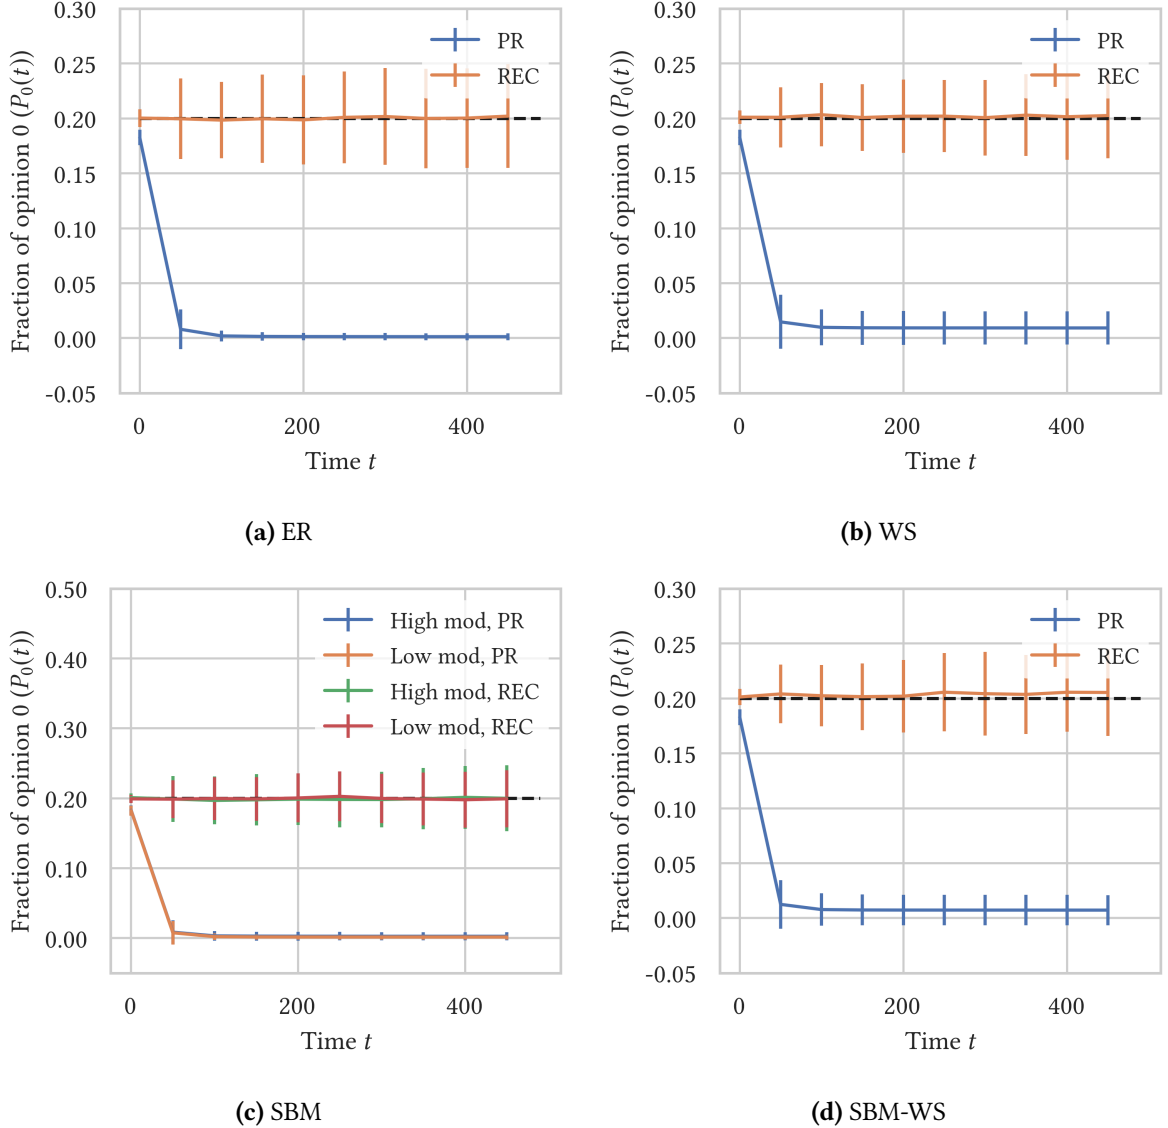 0.30
0.25
0.20
0.15
0.10
0.05
0.00
-0.05
Fraction of opinion 0 (P₀(t))
PR
REC
0 200 400
Time t
(a) ER
0.30
0.25
0.20
0.15
0.10
0.05
0.00
-0.05
Fraction of opinion 0 (P₀(t))
PR
REC
0 200 400
Time t
(b) WS
0.50
0.40
0.30
0.20
0.10
0.00
Fraction of opinion 0 (P₀(t))
High mod, PR
Low mod, PR
High mod, REC
Low mod, REC
0 200 400
Time t
(c) SBM
0.30
0.25
0.20
0.15
0.10
0.05
0.00
-0.05
Fraction of opinion 0 (P₀(t))
PR
REC
0 200 400
Time t
(d) SBM-WS